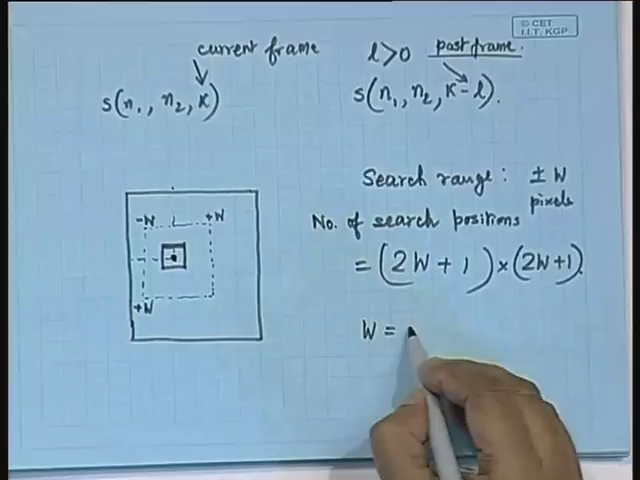 © CET
I.I.T. KGP
current frame
l>0 past frame.
s(n₁, n₂, K)
s(n₁, n₂, K-l).
Search range: ± W
pixels
No. of search positions
= (2W + 1) × (2W+1).
W =
-W +W
+W